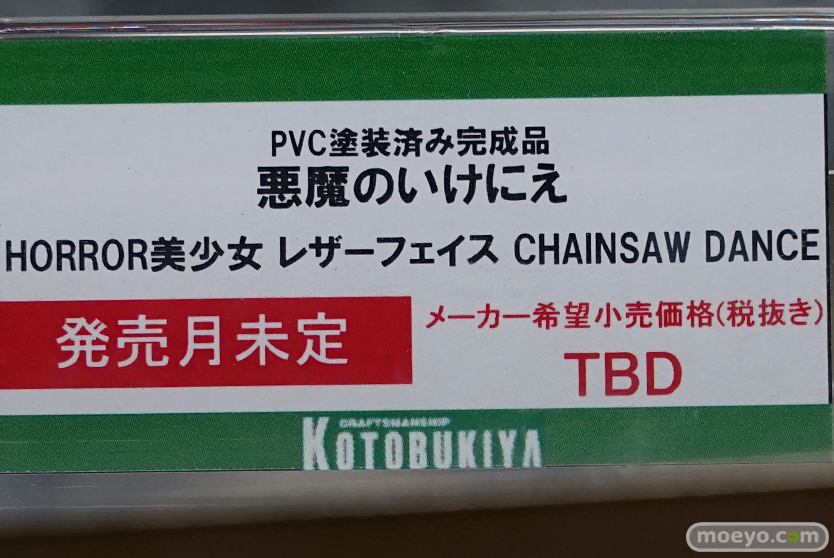 PVC塗装済み完成品
悪魔のいけにえ
HORROR美少女 レザーフェイス CHAINSAW DANCE
発売月未定
メーカー希望小売価格(税抜き)
TBD
CRAFTSMANSHIP
KOTOBUKIYA
moeyo.com